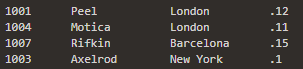 1001 Peel London .12
1004 Motica London .11
1007 Rifkin Barcelona .15
1003 Axelrod New York .1